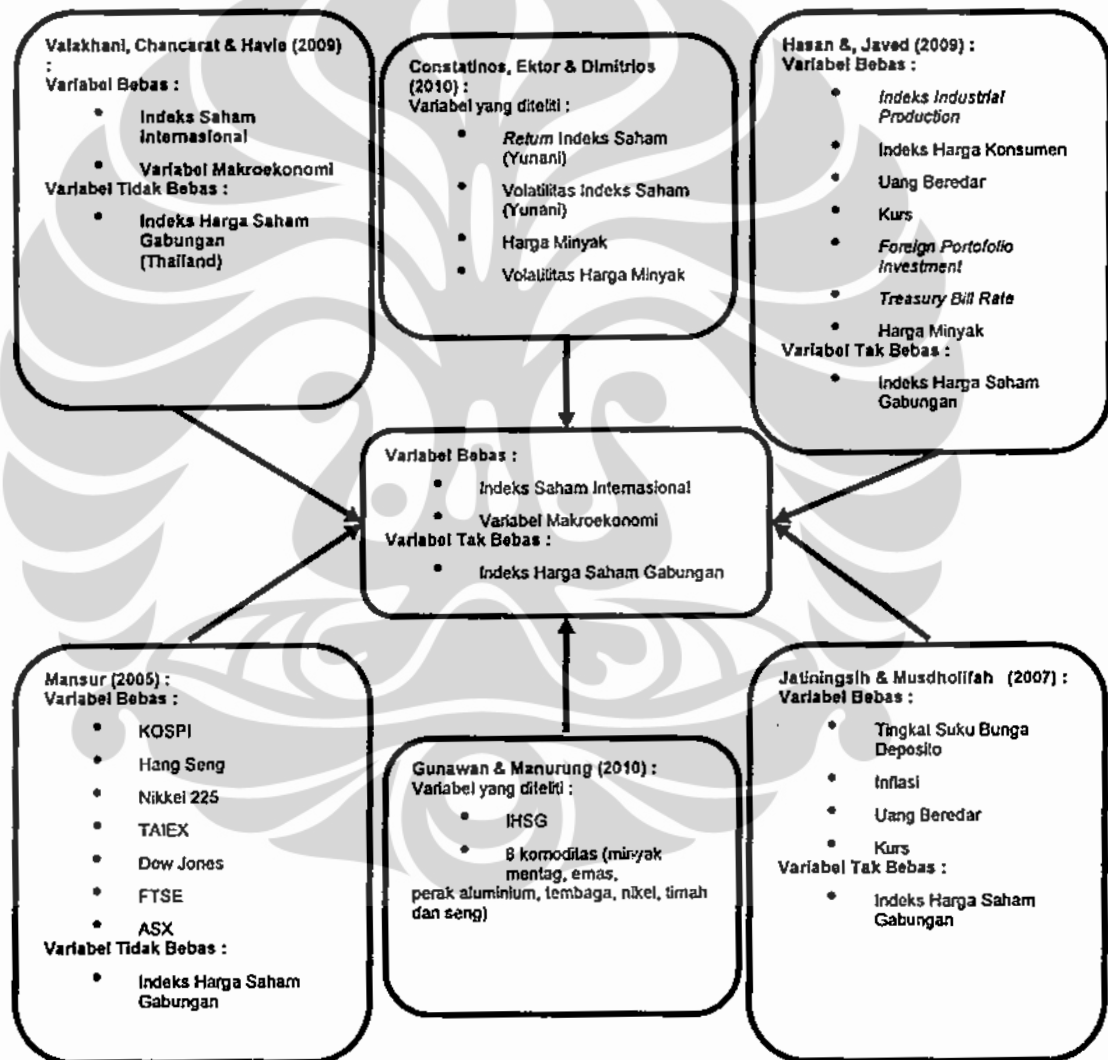 Valakhani, Chancarat & Havie (2009)
:
Variabel Bebas :
• Indeks Saham
Internasional
• Variabel Makroekonomi
Variabel Tidak Bebas :
• Indeks Harga Saham
Gabungan
(Thailand)
Constatinos, Ektor & Dimitrios
(2010) :
Variabel yang diteliti :
• Return Indeks Saham
(Yunani)
• Volatilitas Indeks Saham
(Yunani)
• Harga Minyak
• Volatilitas Harga Minyak
Hasan &, Javed (2009) :
Variabel Bebas :
• Indeks Industrial
Production
• Indeks Harga Konsumen
• Uang Beredar
• Kurs
• Foreign Portofolio
Investment
• Treasury Bill Rate
• Harga Minyak
Variabel Tak Bebas :
• Indeks Harga Saham
Gabungan
Variabel Bebas :
• Indeks Saham Internasional
• Variabel Makroekonomi
Variabel Tak Bebas :
• Indeks Harga Saham Gabungan
Mansur (2005) :
Variabel Bebas :
• KOSPI
• Hang Seng
• Nikkei 225
• TAIEX
• Dow Jones
• FTSE
• ASX
Variabel Tidak Bebas :
• Indeks Harga Saham
Gabungan
Gunawan & Manurung (2010) :
Variabel yang diteliti :
• IHSG
• 8 komoditas (minyak
mentag, emas,
perak aluminium, tembaga, nikel, timah
dan seng)
Jatiningsih & Musdholifah (2007) :
Variabel Bebas :
• Tingkat Suku Bunga
Deposito
• Inflasi
• Uang Beredar
• Kurs
Variabel Tak Bebas :
• Indeks Harga Saham
Gabungan